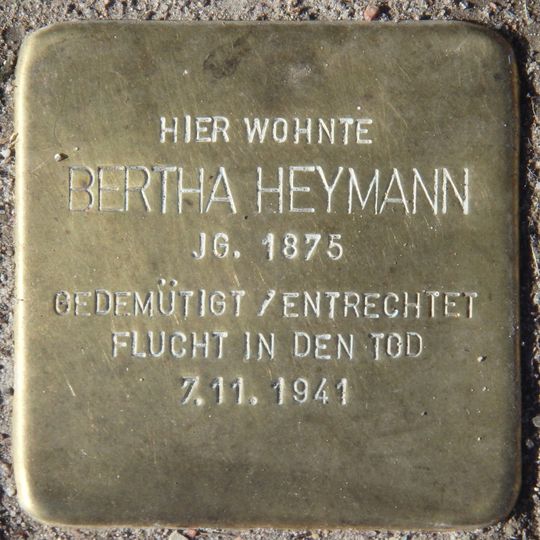 HIER WOHNTE
BERTHA HEYMANN
JG. 1875
GEDEMÜTIGT / ENTRECHTET
FLUCHT IN DEN TOD
7.11. 1941